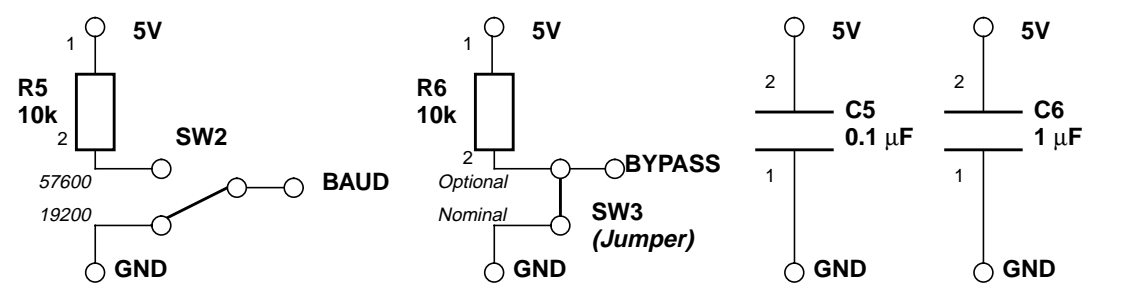 5V
1
R5
10k
2
SW2
57600
19200
BAUD
GND
5V
1
R6
10k
2
BYPASS
Optional
Nominal
SW3
(Jumper)
GND
5V
2
C5
0.1 μF
1
GND
5V
2
C6
1 μF
1
GND